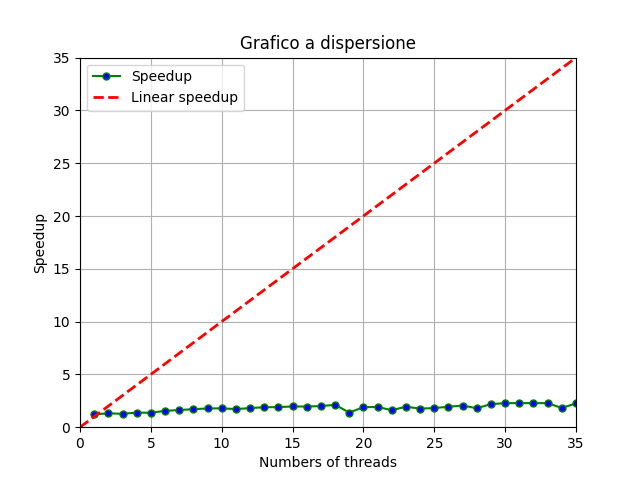 Grafico a dispersione
Speedup
Linear speedup
35
30
25
20
15
10
5
0
Speedup
0 5 10 15 20 25 30 35
Numbers of threads